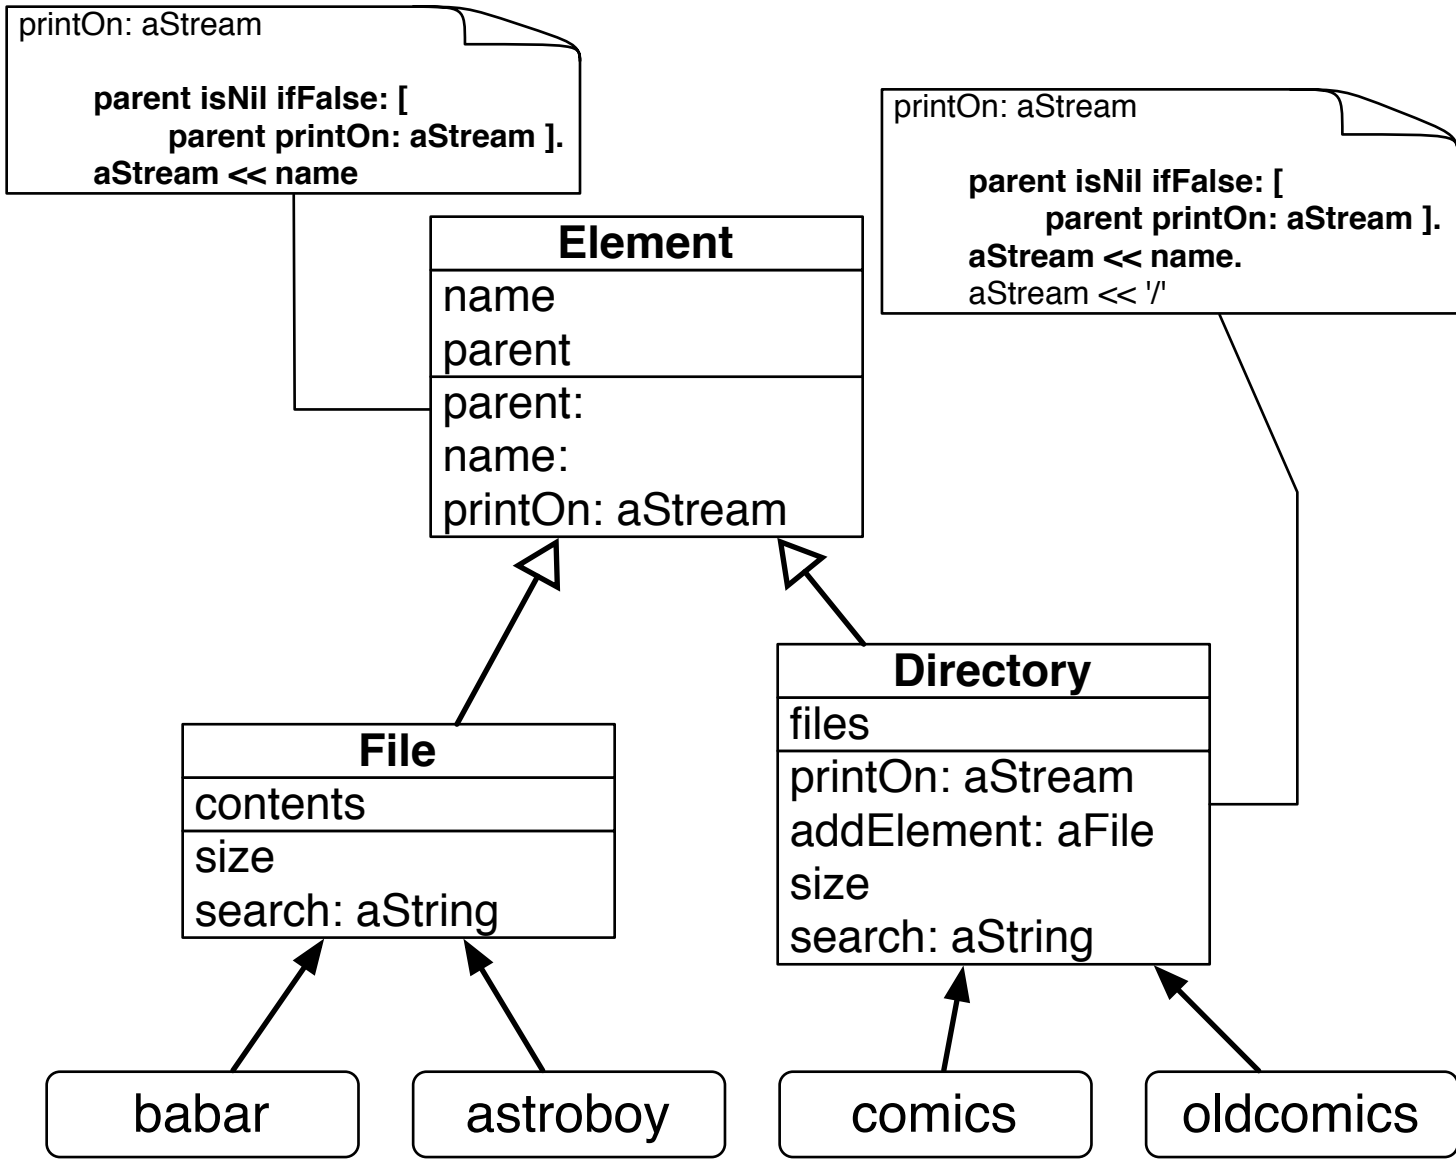 printOn: aStream
parent isNil ifFalse: [
parent printOn: aStream ].
aStream << name
printOn: aStream
parent isNil ifFalse: [
parent printOn: aStream ].
aStream << name.
aStream << '/'
Element
name
parent
parent:
name:
printOn: aStream
File
contents
size
search: aString
Directory
files
printOn: aStream
addElement: aFile
size
search: aString
babar
astroboy
comics
oldcomics